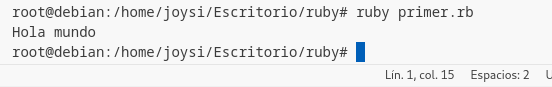 root@debian:/home/joysi/Escritorio/ruby# ruby primer.rb
Hola mundo
root@debian:/home/joysi/Escritorio/ruby#
Lín. 1, col. 15 Espacios: 2